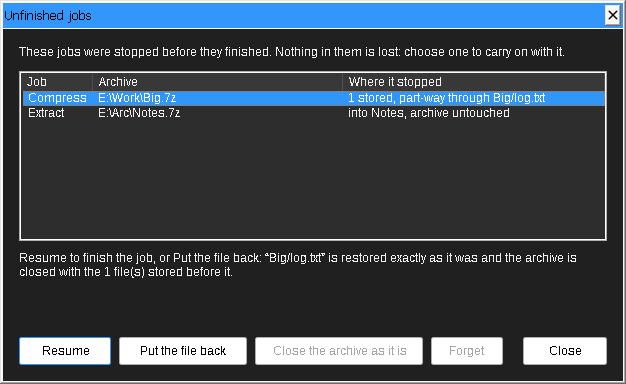 Unfinished jobs
These jobs were stopped before they finished. Nothing in them is lost: choose one to carry on with it.
Job Archive Where it stopped
Compress E:\Work\Big.7z 1 stored, part-way through Big/log.txt
Extract E:\Arc\Notes.7z into Notes, archive untouched
Resume to finish the job, or Put the file back: “Big/log.txt” is restored exactly as it was and the archive is
closed with the 1 file(s) stored before it.
Resume Put the file back Close the archive as it is Forget Close